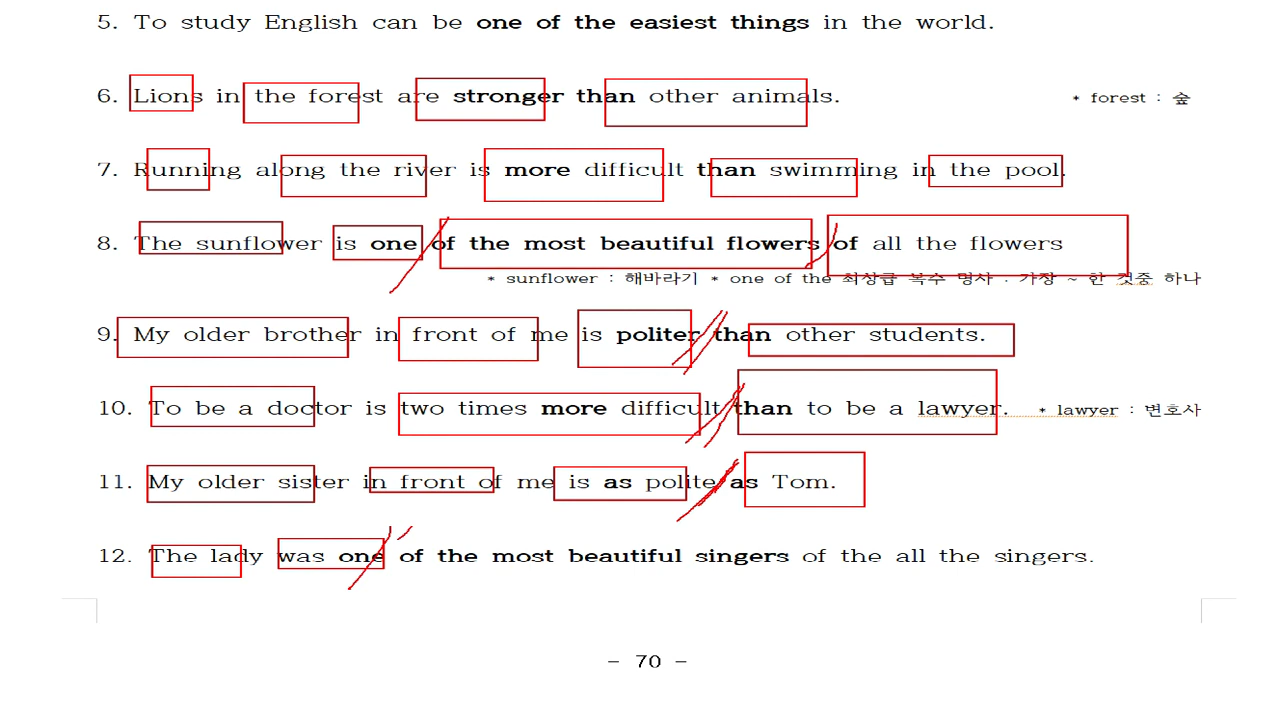 5. To study English can be one of the easiest things in the world.
6. Lions in the forest are stronger than other animals. * forest : 숲
7. Running along the river is more difficult than swimming in the pool.
8. The sunflower is one of the most beautiful flowers of all the flowers
* sunflower : 해바라기 * one of the 최상급 복수 명사 : 가장 ~ 한 것중 하나
9. My older brother in front of me is politer than other students.
10. To be a doctor is two times more difficult than to be a lawyer. * lawyer : 변호사
11. My older sister in front of me is as polite as Tom.
12. The lady was one of the most beautiful singers of the all the singers.
- 70 -